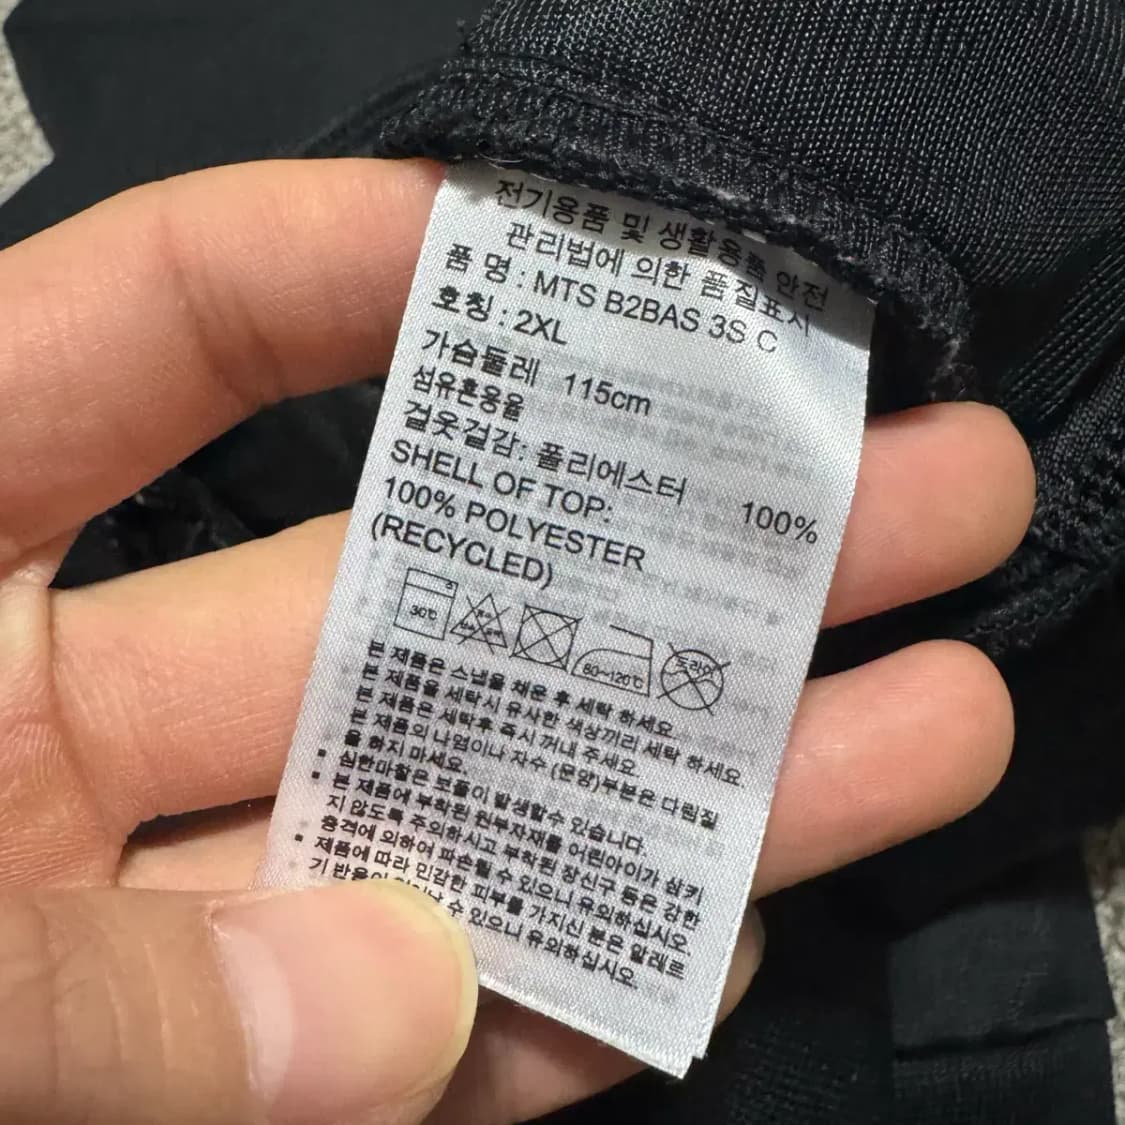 전기용품 및 생활용품 안전
관리법에 의한 품질표시
품 명 : MTS B2BAS 3S C
호칭 : 2XL
가슴둘레 115cm
섬유혼용율
겉옷겉감: 폴리에스터 100%
SHELL OF TOP:
100% POLYESTER
(RECYCLED)
30℃
80~120℃
드라이
본 제품은 스냅을 채운 후 세탁 하세요.
본 제품을 세탁시 유사한 색상끼리 세탁 하세요.
본 제품은 세탁후 즉시 꺼내 주세요.
본 제품의 나염이나 자수 (문양)부분은 다림질
을 하지 마세요.
▪ 심한마찰은 보풀이 발생할수 있습니다.
▪ 본 제품에 부착된 원부자재를 어린아이가 삼키
지 않도록 주의하시고 부착된 장신구 등은 강한
충격에 의하여 파손될 수 있으니 유의하십시오.
▪ 제품에 따라 민감한 피부를 가지신 분은 알레르
기 반응이 수 있으니 유의하십시오.